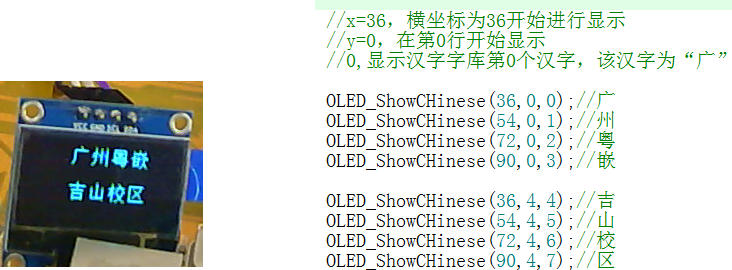 //x=36，横坐标为36开始进行显示
//y=0，在第0行开始显示
//0,显示汉字字库第0个汉字，该汉字为“广”
OLED_ShowCHinese(36,0,0);//广
OLED_ShowCHinese(54,0,1);//州
OLED_ShowCHinese(72,0,2);//粤
OLED_ShowCHinese(90,0,3);//嵌
OLED_ShowCHinese(36,4,4);//吉
OLED_ShowCHinese(54,4,5);//山
OLED_ShowCHinese(72,4,6);//校
OLED_ShowCHinese(90,4,7);//区
VCC GND SCL SDA
广州粤嵌
吉山校区